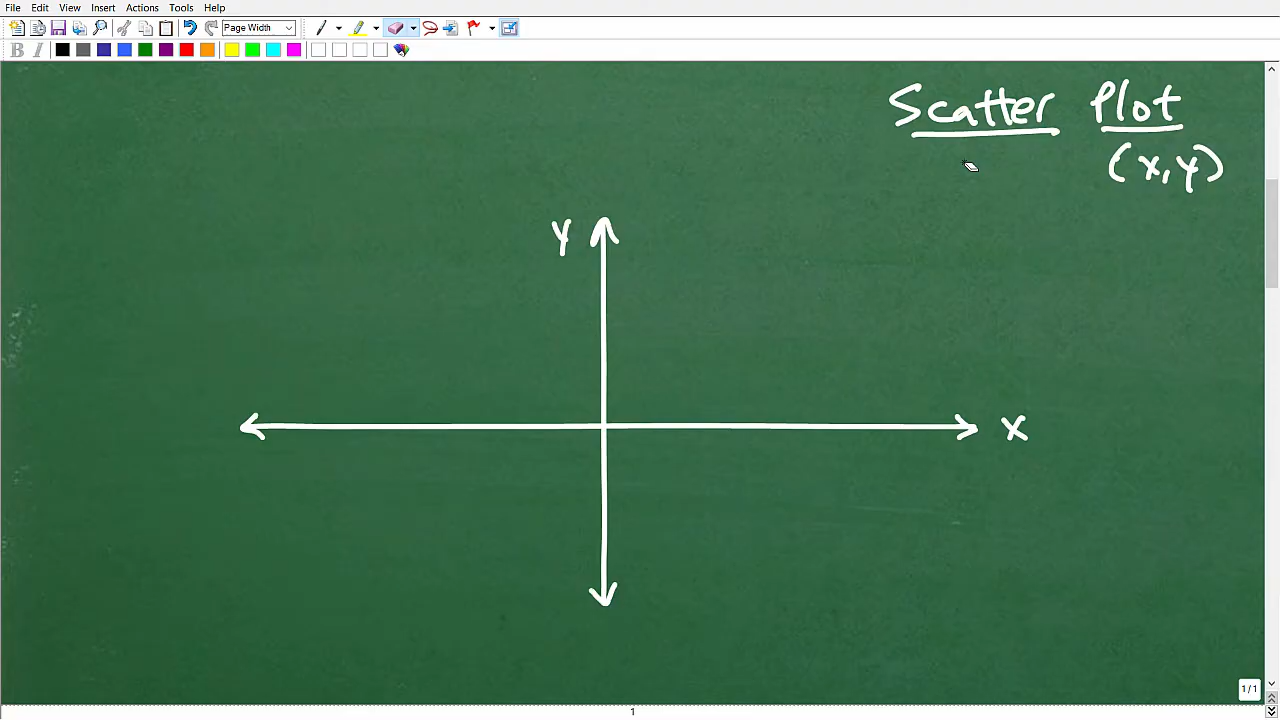 File Edit View Insert Actions Tools Help
Page Width
B I
Scatter Plot
(x,y)
y
x
1/1
1